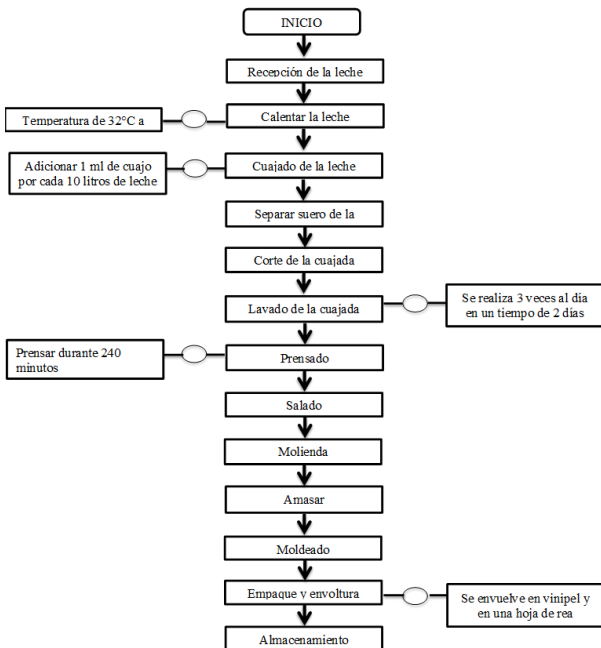 INICIO
Recepción de la leche
Temperatura de 32°C a
Calentar la leche
Adicionar 1 ml de cuajo
por cada 10 litros de leche
Cuajado de la leche
Separar suero de la
Corte de la cuajada
Lavado de la cuajada
Se realiza 3 veces al día
en un tiempo de 2 días
Prensar durante 240
minutos
Prensado
Salado
Molienda
Amasar
Moldeado
Empaque y envoltura
Se envuelve en vinipel y
en una hoja de rea
Almacenamiento